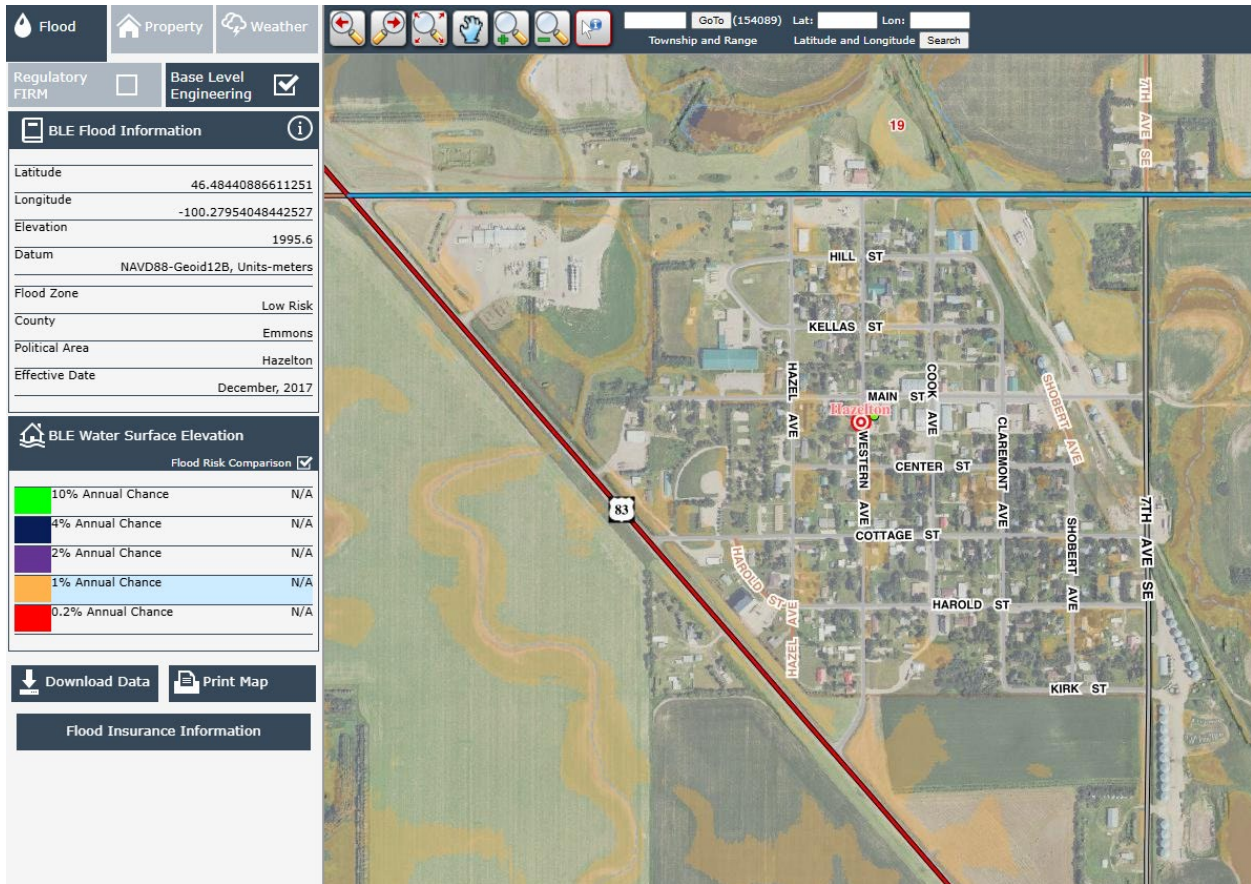 Flood
Property
Weather
GoTo (154089) Lat: Lon:
Township and Range Latitude and Longitude Search
Regulatory
FIRM
Base Level
Engineering
BLE Flood Information
i
Latitude
46.48440886611251
Longitude
-100.27954048442527
Elevation
1995.6
Datum
NAVD88-Geoid12B, Units-meters
Flood Zone
Low Risk
County
Emmons
Political Area
Hazelton
Effective Date
December, 2017
BLE Water Surface Elevation
Flood Risk Comparison
10% Annual Chance N/A
4% Annual Chance N/A
2% Annual Chance N/A
1% Annual Chance N/A
0.2% Annual Chance N/A
Download Data
Print Map
Flood Insurance Information
19
7TH AVE SE
HILL ST
KELLAS ST
HAZEL AVE
COOK AVE
MAIN ST
Hazelton
SHOBERT AVE
WESTERN AVE
CLAREMONT AVE
CENTER ST
83
COTTAGE ST
7TH AVE SE
SHOBERT AVE
HAROLD ST
HAROLD ST
HAZEL AVE
KIRK ST